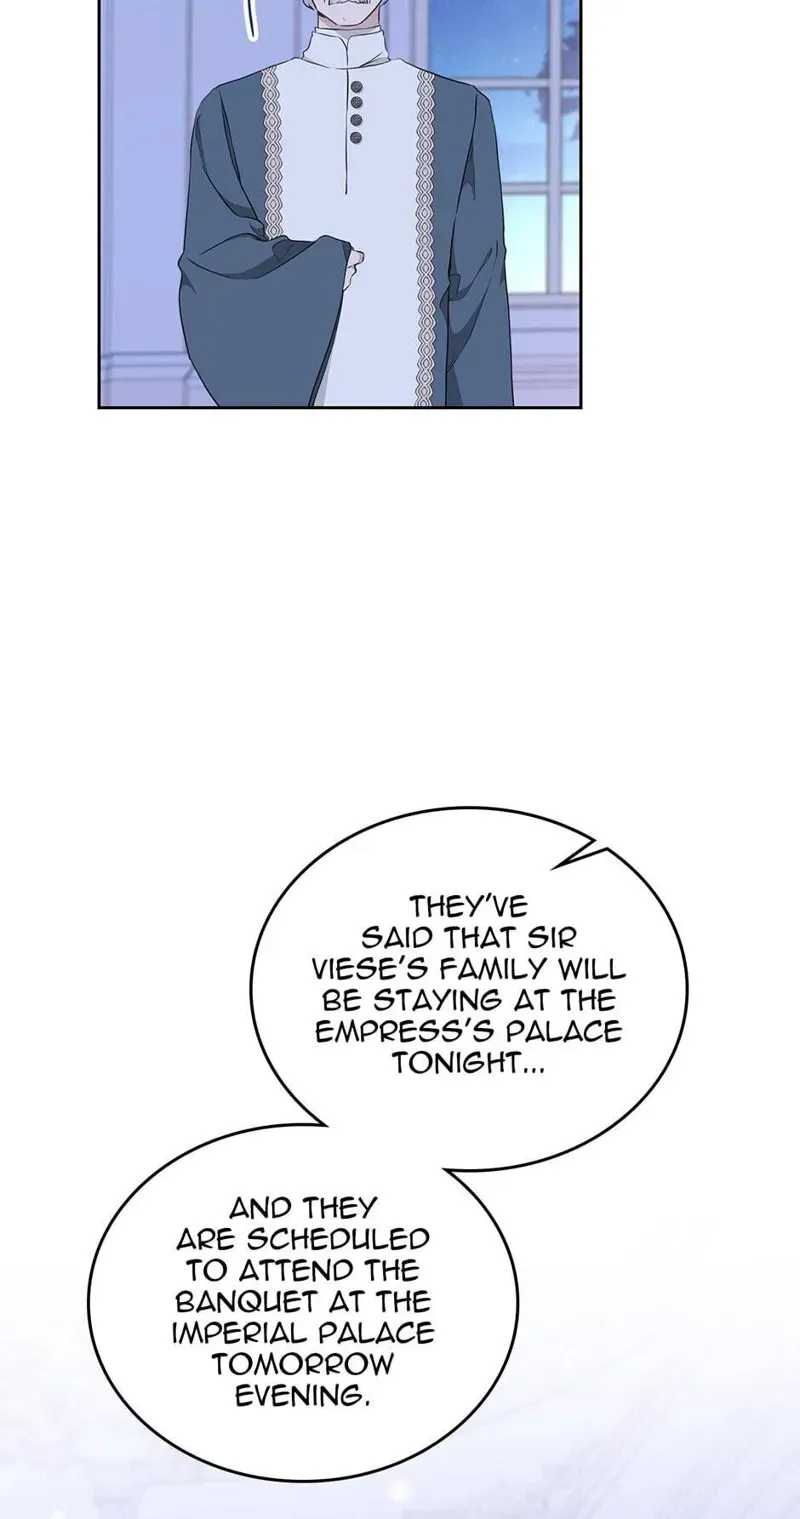 THEY'VE
SAID THAT SIR
VIESE'S FAMILY WILL
BE STAYING AT THE
EMPRESS'S PALACE
TONIGHT...
AND THEY
ARE SCHEDULED
TO ATTEND THE
BANQUET AT THE
IMPERIAL PALACE
TOMORROW
EVENING.